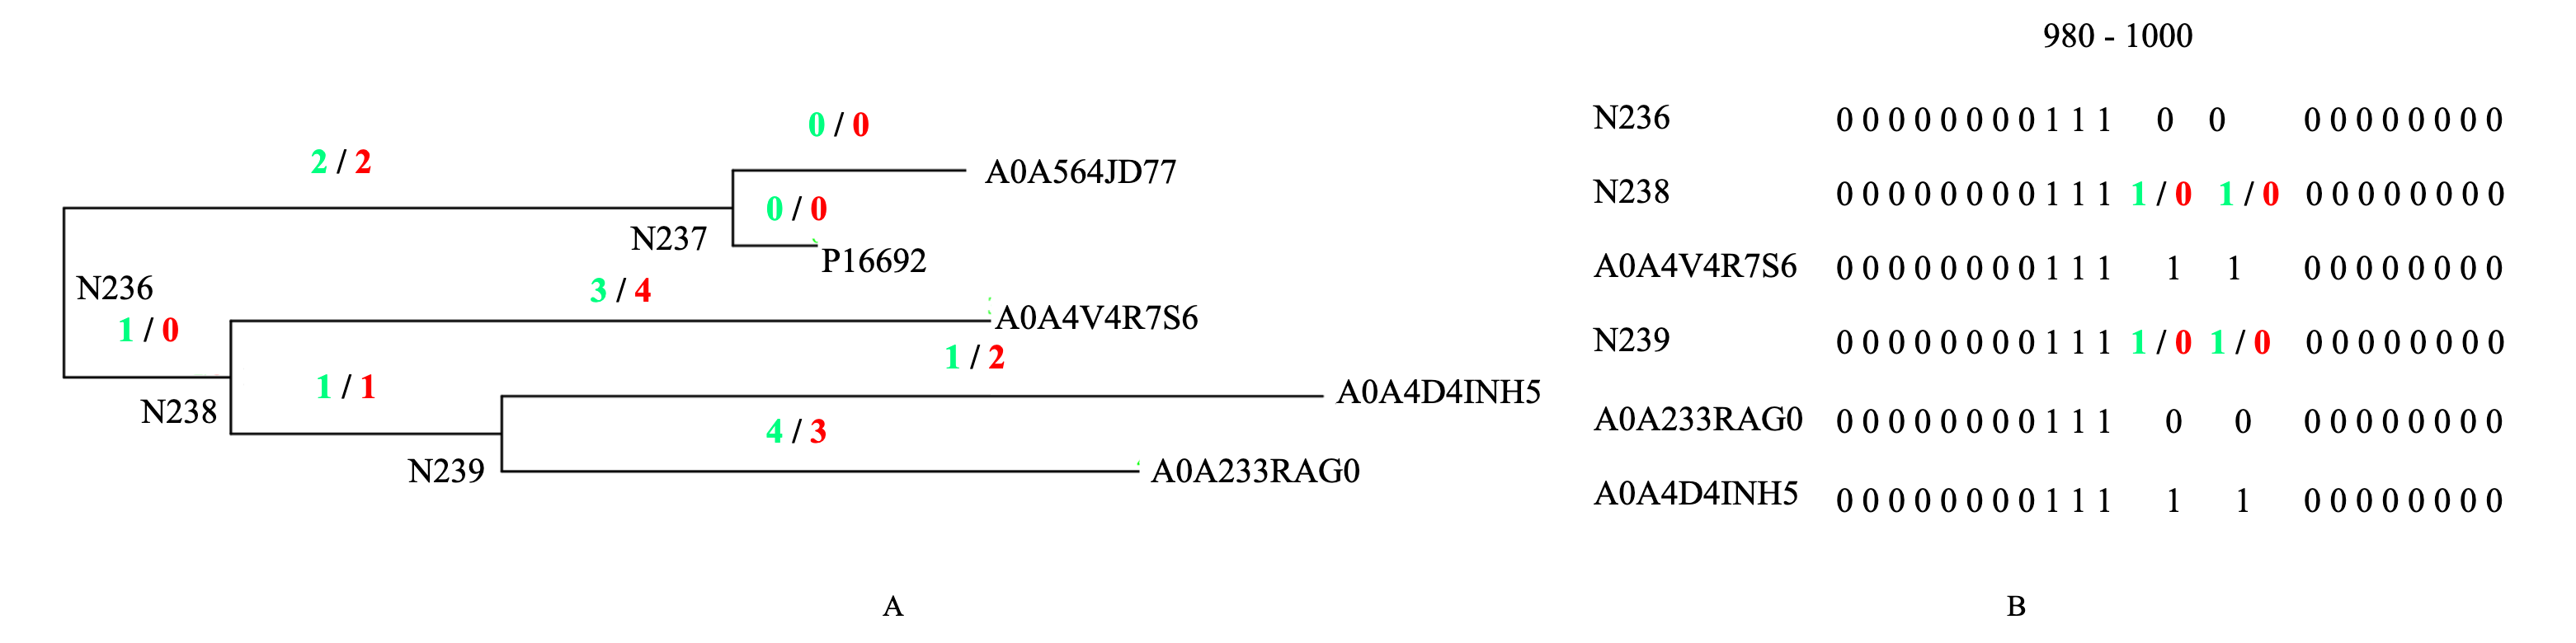 0 / 0
2 / 2
A0A564JD77
0 / 0
N237
P16692
N236
3 / 4
1 / 0
A0A4V4R7S6
1 / 2
1 / 1
A0A4D4INH5
N238
4 / 3
N239
A0A233RAG0
A
980 - 1000
N236 0 0 0 0 0 0 0 0 1 1 1 0 0 0 0 0 0 0 0 0 0
N238 0 0 0 0 0 0 0 0 1 1 1 1 / 0 1 / 0 0 0 0 0 0 0 0 0
A0A4V4R7S6 0 0 0 0 0 0 0 0 1 1 1 1 1 0 0 0 0 0 0 0 0
N239 0 0 0 0 0 0 0 0 1 1 1 1 / 0 1 / 0 0 0 0 0 0 0 0 0
A0A233RAG0 0 0 0 0 0 0 0 0 1 1 1 0 0 0 0 0 0 0 0 0 0
A0A4D4INH5 0 0 0 0 0 0 0 0 1 1 1 1 1 0 0 0 0 0 0 0 0
B